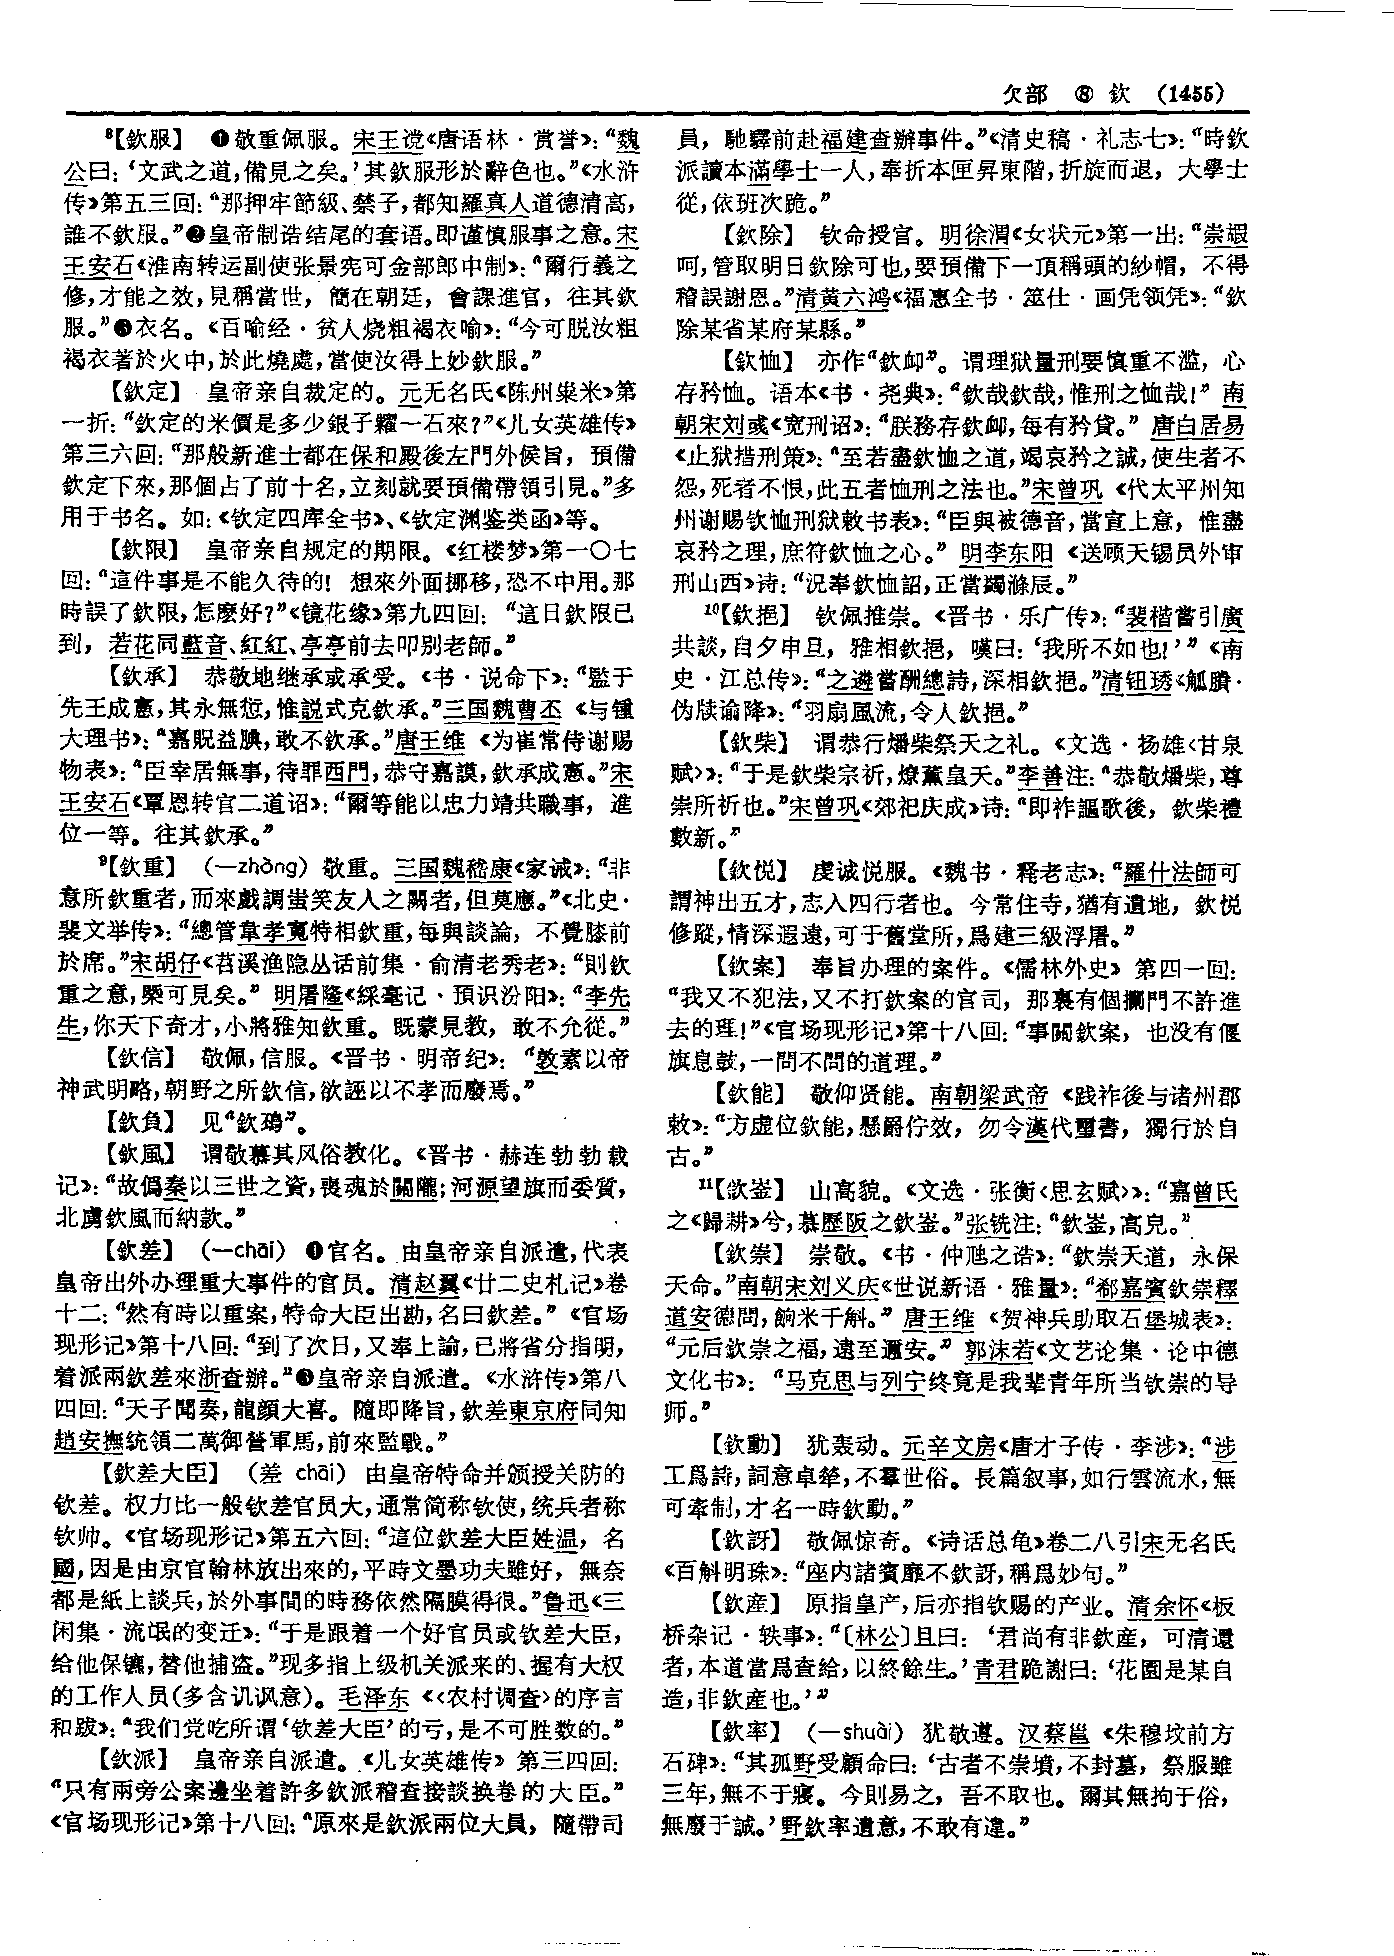 欠部 ⑧ 欽 (1455)
⁸【欽服】 ❶敬重佩服。宋王谠《唐语林·赏誉》：“魏
公曰：‘文武之道，備見之矣。’其欽服形於辭色也。”《水浒
传》第五三回：“那押牢節級、禁子，都知羅真人道德清高，
誰不欽服。”❷皇帝制诰结尾的套语。即谨慎服事之意。宋
王安石《淮南转运副使张景宪可金部郎中制》：“爾行義之
修，才能之效，見稱當世，簡在朝廷，會課進官，往其欽
服。”❸衣名。《百喻经·贫人烧粗褐衣喻》：“今可脱汝粗
褐衣著於火中，於此燒處，當使汝得上妙欽服。”
【欽定】 皇帝亲自裁定的。元无名氏《陈州粜米》第
一折：“欽定的米價是多少銀子糶一石來？”《儿女英雄传》
第三六回：“那般新進士都在保和殿後左門外候旨，預備
欽定下來，那個占了前十名，立刻就要預備帶領引見。”多
用于书名。如：《钦定四库全书》、《钦定渊鉴类函》等。
【欽限】 皇帝亲自规定的期限。《红楼梦》第一〇七
回：“這件事是不能久待的！想來外面挪移，恐不中用。那
時誤了欽限，怎麽好？”《镜花缘》第九四回：“這日欽限已
到，若花同藍音、紅紅、亭亭前去叩别老師。”
【欽承】 恭敬地继承或承受。《书·说命下》：“監于
先王成憲，其永無愆，惟説式克欽承。”三国魏曹丕《与锺
大理书》：“嘉貺益腆，敢不欽承。”唐王维《为崔常侍谢赐
物表》：“臣幸居無事，待罪西門，恭守嘉謨，欽承成憲。”宋
王安石《覃恩转官二道诏》：“爾等能以忠力靖共職事，進
位一等。往其欽承。”
⁹【欽重】 （—zhòng）敬重。三国魏嵇康《家诫》：“非
意所欽重者，而來戲調蚩笑友人之闕者，但莫應。”《北史·
裴文举传》：“總管韋孝寬特相欽重，每與談論，不覺膝前
於席。”宋胡仔《苕溪渔隐丛话前集·俞清老秀老》：“則欽
重之意，槩可見矣。”明屠隆《綵毫记·预识汾阳》：“李先
生，你天下奇才，小將雅知欽重。既蒙見教，敢不允從。”
【欽信】 敬佩，信服。《晋书·明帝纪》：“敦素以帝
神武明略，朝野之所欽信，欲誣以不孝而廢焉。”
【欽負】 见“欽鴀”。
【欽風】 谓敬慕其风俗教化。《晋书·赫连勃勃载
记》：“故僞秦以三世之資，喪魂於關隴；河源望旗而委質，
北虜欽風而納款。”
【欽差】 （—chāi）❶官名。由皇帝亲自派遣，代表
皇帝出外办理重大事件的官员。清赵翼《廿二史札记》卷
十二：“然有時以重案，特命大臣出勘，名曰欽差。”《官场
现形记》第十八回：“到了次日，又奉上諭，已將省分指明，
着派兩欽差來浙查辦。”❷皇帝亲自派遣。《水浒传》第八
四回：“天子聞奏，龍顔大喜。隨即降旨，欽差東京府同知
趙安撫統領二萬御營軍馬，前來監戰。”
【欽差大臣】 （差 chāi）由皇帝特命并颁授关防的
钦差。权力比一般钦差官员大，通常简称钦使，统兵者称
钦帅。《官场现形记》第五六回：“這位欽差大臣姓温，名
國，因是由京官翰林放出來的，平時文墨功夫雖好，無奈
都是紙上談兵，於外事間的時務依然隔膜得很。”鲁迅《三
闲集·流氓的变迁》：“于是跟着一个好官员或钦差大臣，
给他保镳，替他捕盗。”现多指上级机关派来的、握有大权
的工作人员（多含讥讽意）。毛泽东《〈农村调查〉的序言
和跋》：“我们党吃所谓‘钦差大臣’的亏，是不可胜数的。”
【欽派】 皇帝亲自派遣。《儿女英雄传》第三四回：
“只有兩旁公案邊坐着許多欽派稽查接談换卷的大臣。”
《官场现形记》第十八回：“原來是欽派兩位大員，隨帶司
員，馳驛前赴福建查辦事件。”《清史稿·礼志七》：“時欽
派讀本滿學士一人，奉折本匣昇東階，折旋而退，大學士
從，依班次跪。”
【欽除】 钦命授官。明徐渭《女状元》第一出：“崇嘏
呵，管取明日欽除可也，要預備下一頂稱頭的紗帽，不得
稽誤謝恩。”清黄六鸿《福惠全书·筮仕·画凭领凭》：“欽
除某省某府某縣。”
【欽恤】 亦作“欽卹”。谓理狱量刑要慎重不滥，心
存矜恤。语本《书·尧典》：“欽哉欽哉，惟刑之恤哉！”南
朝宋刘彧《宽刑诏》：“朕務存欽卹，每有矜貸。”唐白居易
《止狱措刑策》：“至若盡欽恤之道，竭哀矜之誠，使生者不
怨，死者不恨，此五者恤刑之法也。”宋曾巩《代太平州知
州谢赐钦恤刑狱敕书表》：“臣與被德音，當宣上意，惟盡
哀矜之理，庶符欽恤之心。”明李东阳《送顾天锡员外审
刑山西》诗：“況奉欽恤詔，正當蠲滌辰。”
¹⁰【欽挹】 钦佩推崇。《晋书·乐广传》：“裴楷嘗引廣
共談，自夕申旦，雅相欽挹，嘆曰：‘我所不如也！’”《南
史·江总传》：“之遴嘗酬總詩，深相欽挹。”清钮琇《觚賸·
伪牍谕降》：“羽扇風流，令人欽挹。”
【欽柴】 谓恭行燔柴祭天之礼。《文选·扬雄〈甘泉
赋〉》：“于是欽柴宗祈，燎薰皇天。”李善注：“恭敬燔柴，尊
崇所祈也。”宋曾巩《郊祀庆成》诗：“即祚謳歌後，欽柴禮
數新。”
【欽悦】 虔诚悦服。《魏书·释老志》：“羅什法師可
謂神出五才，志入四行者也。今常住寺，猶有遺地，欽悦
修蹤，情深遐遠，可于舊堂所，爲建三級浮屠。”
【欽案】 奉旨办理的案件。《儒林外史》第四一回：
“我又不犯法，又不打欽案的官司，那裏有個攔門不許進
去的理！”《官场现形记》第十八回：“事關欽案，也没有偃
旗息鼓，一問不問的道理。”
【欽能】 敬仰贤能。南朝梁武帝《践祚後与诸州郡
敕》：“方虚位欽能，懸爵佇效，勿令漢代璽書，獨行於自
古。”
¹¹【欽崟】 山高貌。《文选·张衡〈思玄赋〉》：“嘉曾氏
之《歸耕》兮，慕歷阪之欽崟。”张铣注：“欽崟，高皃。”
【欽崇】 崇敬。《书·仲虺之诰》：“欽崇天道，永保
天命。”南朝宋刘义庆《世说新语·雅量》：“郗嘉賓欽崇釋
道安德問，餉米千斛。”唐王维《贺神兵助取石堡城表》：
“元后欽崇之福，遠至邇安。”郭沫若《文艺论集·论中德
文化书》：“马克思与列宁终竟是我辈青年所当钦崇的导
师。”
【欽動】 犹轰动。元辛文房《唐才子传·李涉》：“涉
工爲詩，詞意卓犖，不羣世俗。長篇叙事，如行雲流水，無
可牽制，才名一時欽動。”
【欽訝】 敬佩惊奇。《诗话总龟》卷二八引宋无名氏
《百斛明珠》：“座内諸賓靡不欽訝，稱爲妙句。”
【欽産】 原指皇产，后亦指钦赐的产业。清余怀《板
桥杂记·轶事》：“〔林公〕且曰：‘君尚有非欽産，可清還
者，本道當爲查給，以終餘生。’青君跪謝曰：‘花園是某自
造，非欽産也。’”
【欽率】 （—shuài）犹敬遵。汉蔡邕《朱穆坟前方
石碑》：“其孤野受顧命曰：‘古者不崇墳，不封墓，祭服雖
三年，無不于寢。今則易之，吾不取也。爾其無拘于俗，
無廢于誠。’野欽率遺意，不敢有違。”